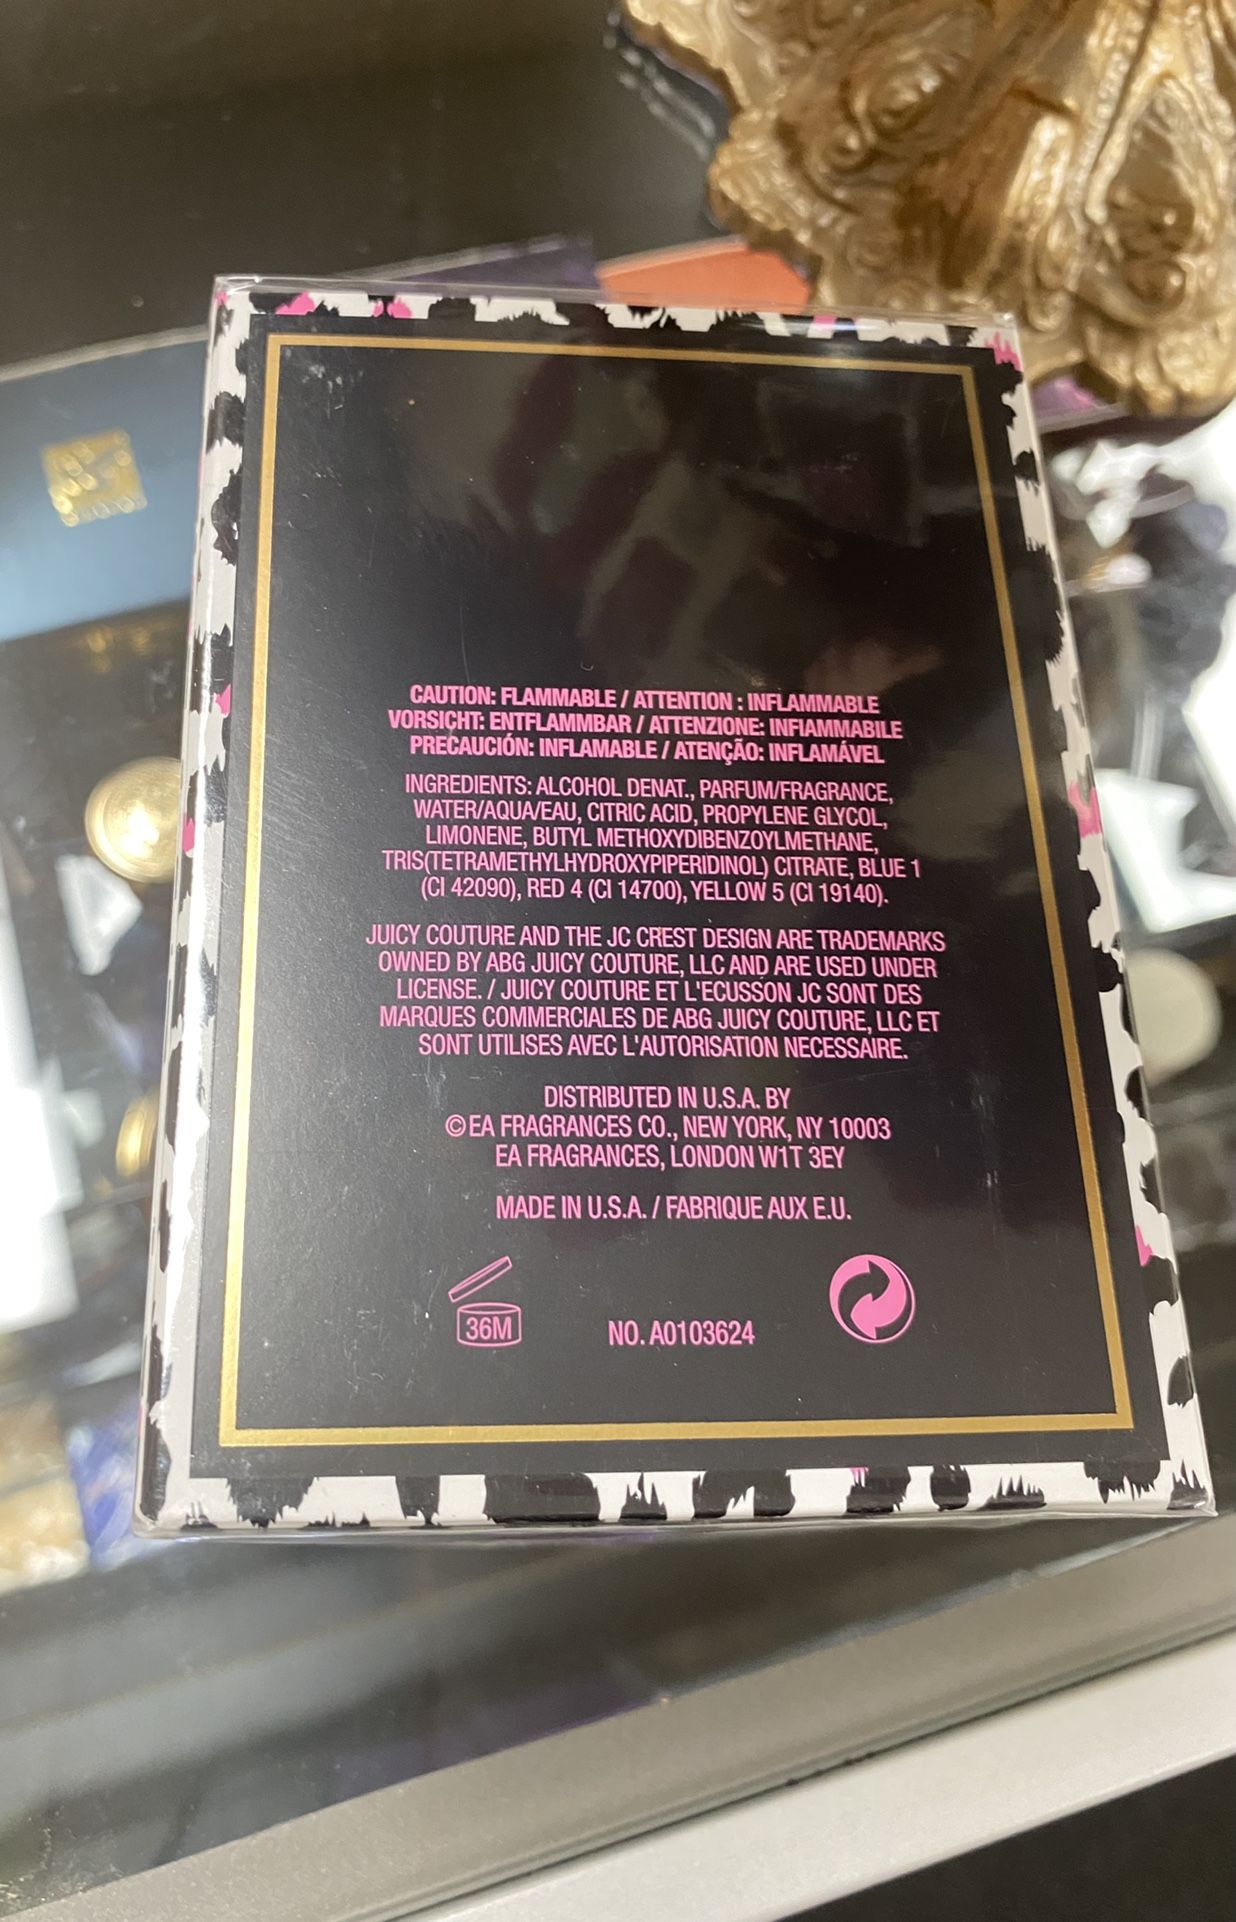 CAUTION: FLAMMABLE / ATTENTION : INFLAMMABLE
VORSICHT: ENTFLAMMBAR / ATTENZIONE: INFIAMMABILE
PRECAUCIÓN: INFLAMABLE / ATENÇÃO: INFLAMÁVEL
INGREDIENTS: ALCOHOL DENAT., PARFUM/FRAGRANCE,
WATER/AQUA/EAU, CITRIC ACID, PROPYLENE GLYCOL,
LIMONENE, BUTYL METHOXYDIBENZOYLMETHANE,
TRIS(TETRAMETHYLHYDROXYPIPERIDINOL) CITRATE, BLUE 1
(CI 42090), RED 4 (CI 14700), YELLOW 5 (CI 19140).
JUICY COUTURE AND THE JC CREST DESIGN ARE TRADEMARKS
OWNED BY ABG JUICY COUTURE, LLC AND ARE USED UNDER
LICENSE. / JUICY COUTURE ET L'ECUSSON JC SONT DES
MARQUES COMMERCIALES DE ABG JUICY COUTURE, LLC ET
SONT UTILISES AVEC L'AUTORISATION NECESSAIRE.
DISTRIBUTED IN U.S.A. BY
©EA FRAGRANCES CO., NEW YORK, NY 10003
EA FRAGRANCES, LONDON W1T 3EY
MADE IN U.S.A. / FABRIQUE AUX E.U.
36M
NO. A0103624